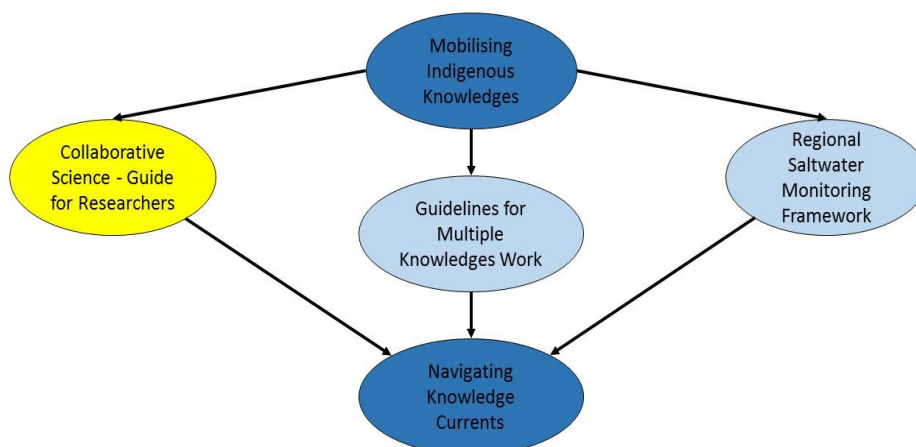 Mobilising
Indigenous
Knowledges
Collaborative
Science - Guide
for Researchers
Guidelines for
Multiple
Knowledges Work
Regional
Saltwater
Monitoring
Framework
Navigating
Knowledge
Currents